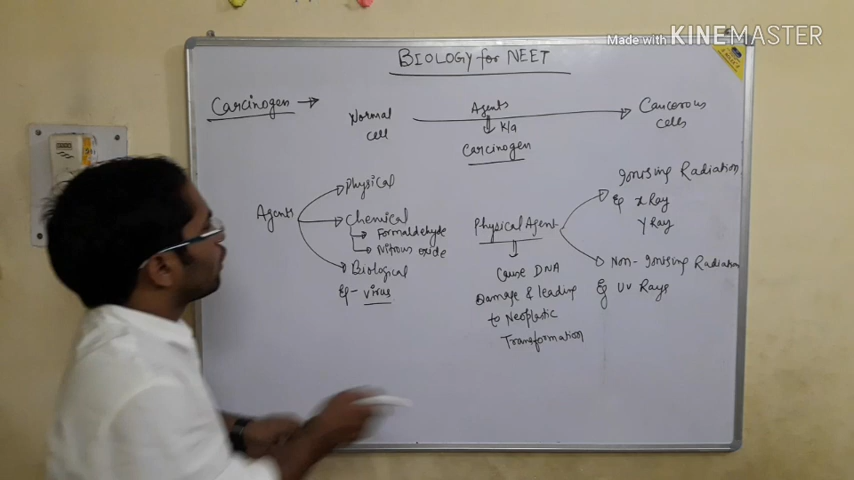 Made with KINEMASTER
BIOLOGY for NEET
Carcinogen →
Normal cell
Agents
k/a
Carcinogen
Cancorous cells
Agents
Physical
Chemical
Formaldehyde
Nitrous oxide
Biological
Eg- virus
Physical Agent
Cause DNA
Damage & leading
to Neoplastic
Transformation
Ionising Radiation
Eg X Ray
γ Ray
Non-Ionising Radiation
Eg UV Rays